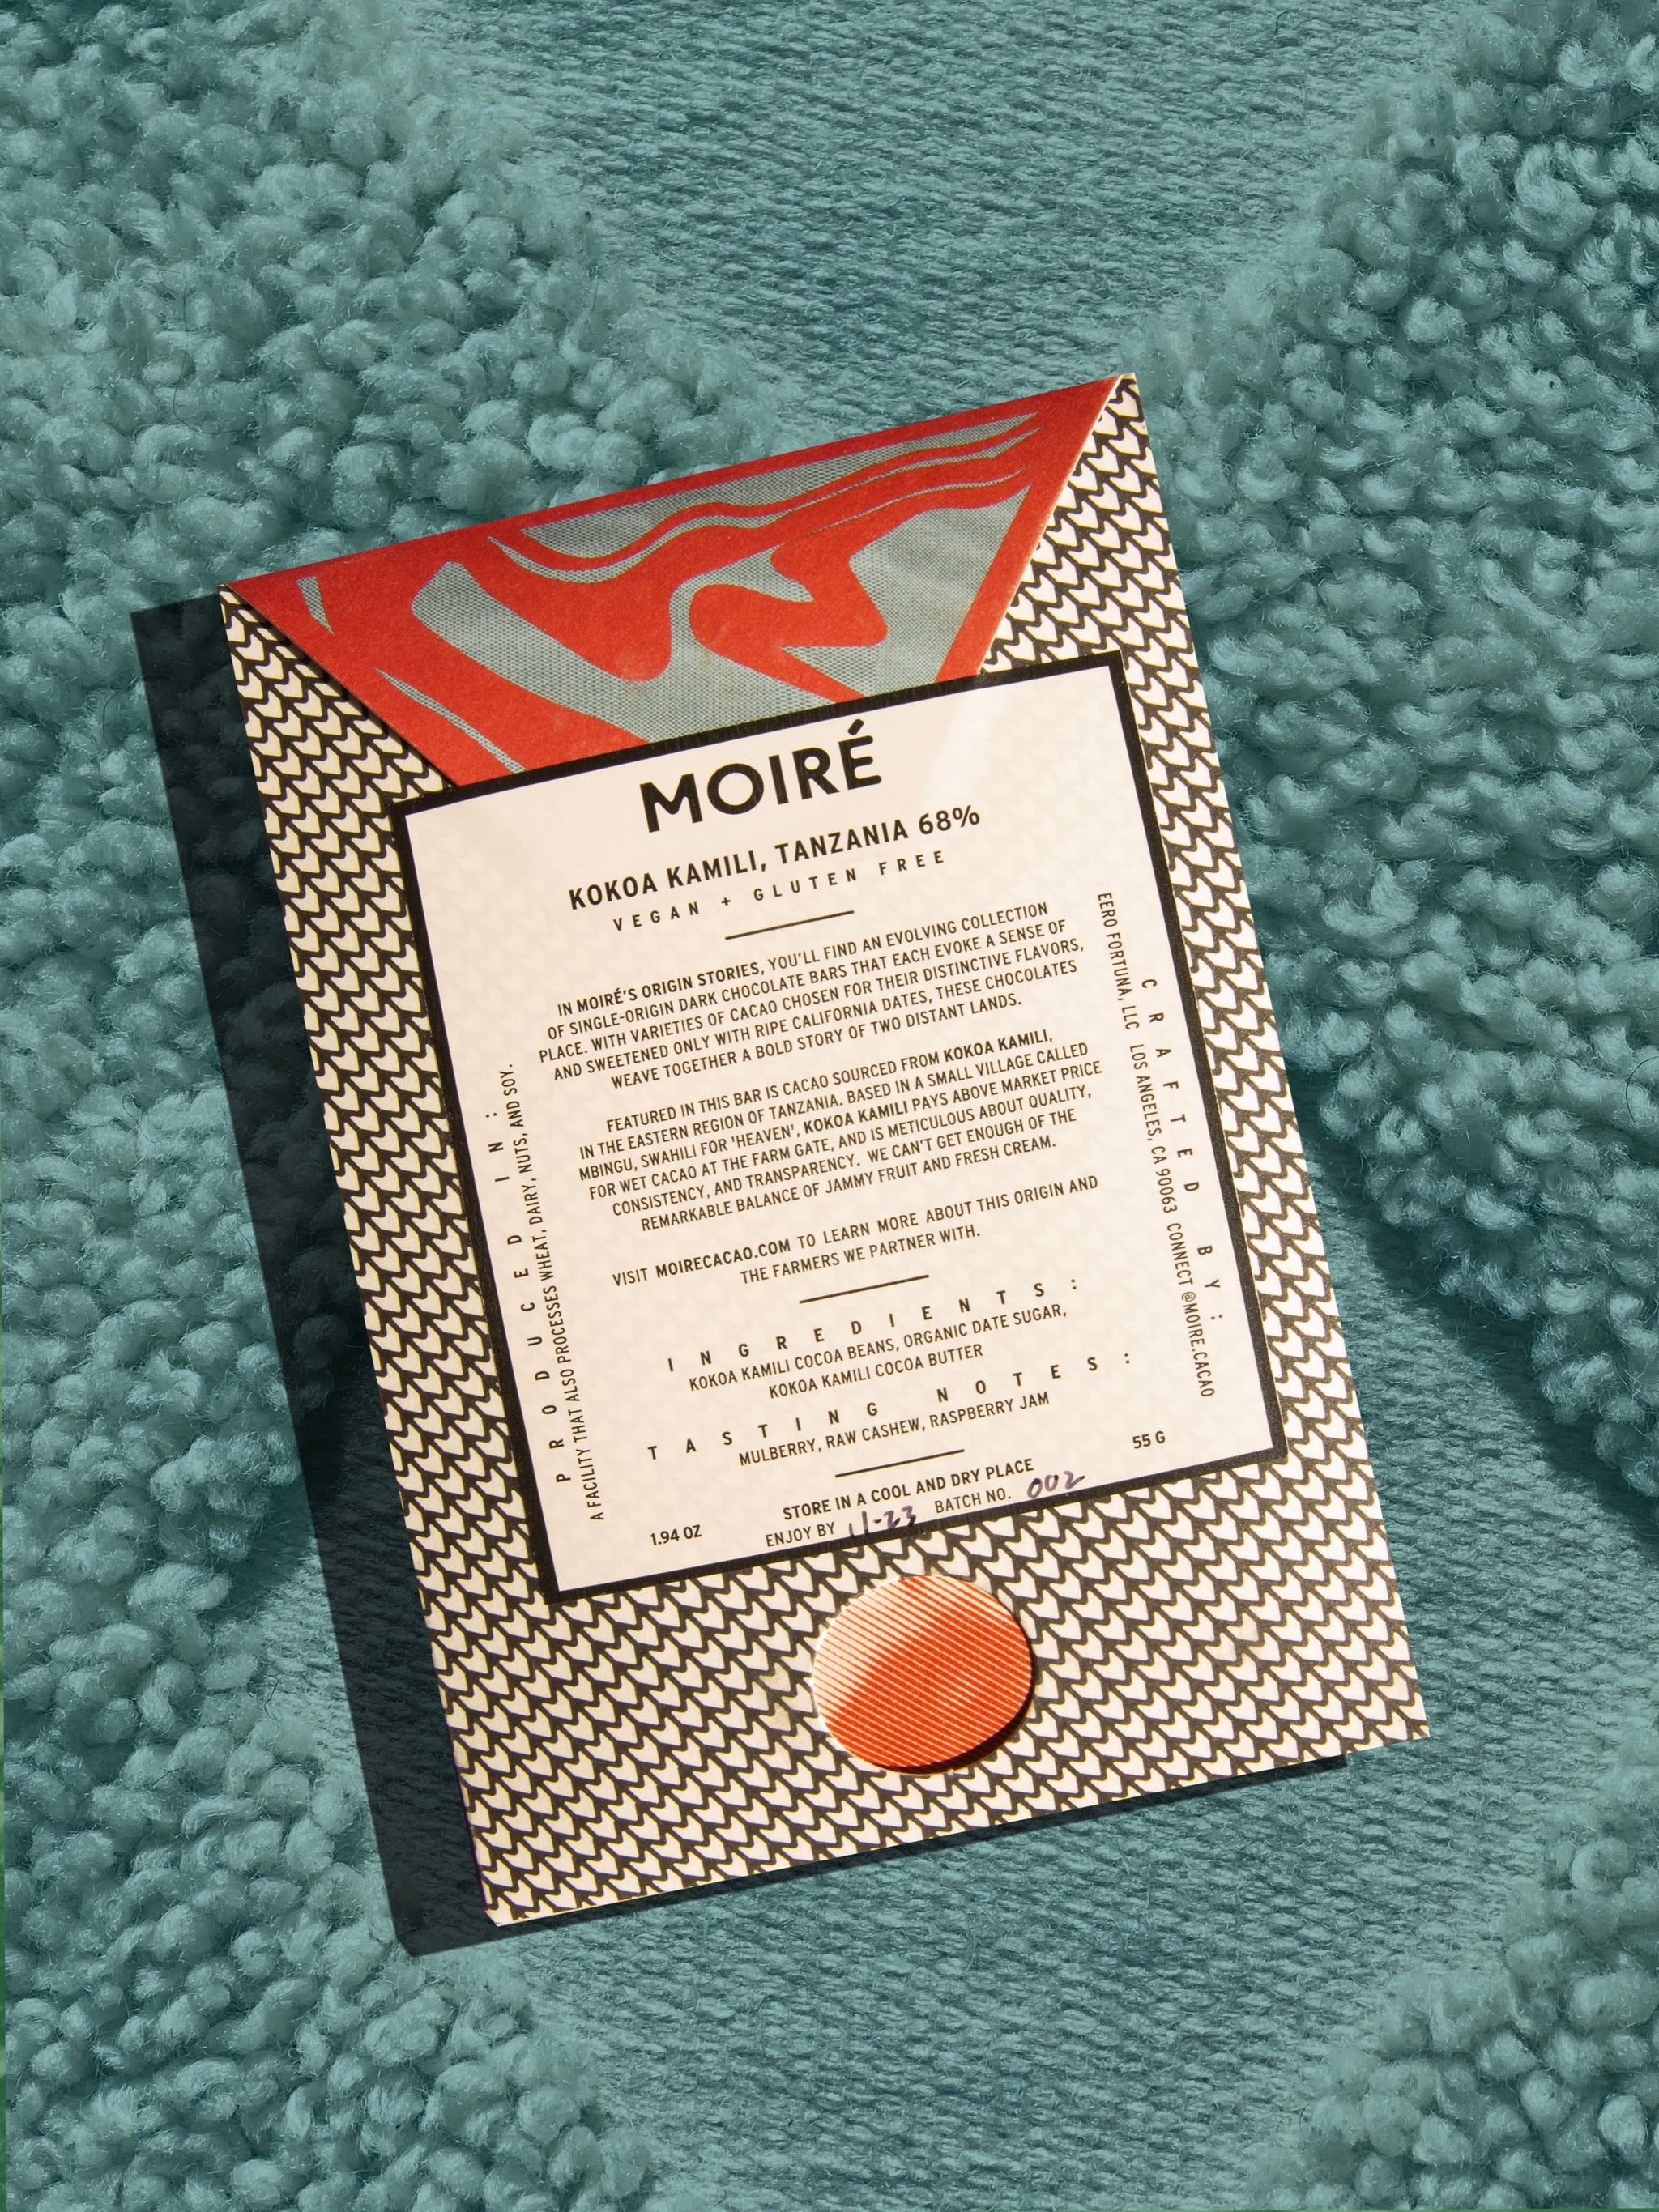 MOIRÉ
KOKOA KAMILI, TANZANIA 68%
VEGAN + GLUTEN FREE
IN MOIRÉ'S ORIGIN STORIES, YOU'LL FIND AN EVOLVING COLLECTION
OF SINGLE-ORIGIN DARK CHOCOLATE BARS THAT EACH EVOKE A SENSE OF
PLACE. WITH VARIETIES OF CACAO CHOSEN FOR THEIR DISTINCTIVE FLAVORS,
AND SWEETENED ONLY WITH RIPE CALIFORNIA DATES, THESE CHOCOLATES
WEAVE TOGETHER A BOLD STORY OF TWO DISTANT LANDS.
FEATURED IN THIS BAR IS CACAO SOURCED FROM KOKOA KAMILI,
IN THE EASTERN REGION OF TANZANIA. BASED IN A SMALL VILLAGE CALLED
MBINGU, SWAHILI FOR 'HEAVEN', KOKOA KAMILI PAYS ABOVE MARKET PRICE
FOR WET CACAO AT THE FARM GATE, AND IS METICULOUS ABOUT QUALITY,
CONSISTENCY, AND TRANSPARENCY. WE CAN'T GET ENOUGH OF THE
REMARKABLE BALANCE OF JAMMY FRUIT AND FRESH CREAM.
VISIT MOIRECACAO.COM TO LEARN MORE ABOUT THIS ORIGIN AND
THE FARMERS WE PARTNER WITH.
INGREDIENTS:
KOKOA KAMILI COCOA BEANS, ORGANIC DATE SUGAR,
KOKOA KAMILI COCOA BUTTER
TASTING NOTES:
MULBERRY, RAW CASHEW, RASPBERRY JAM
STORE IN A COOL AND DRY PLACE
ENJOY BY 11-23 BATCH NO. 002
1.94 OZ
55 G
PRODUCED IN:
A FACILITY THAT ALSO PROCESSES WHEAT, DAIRY, NUTS, AND SOY.
CRAFTED BY:
EERO FORTUNA, LLC LOS ANGELES, CA 90063 CONNECT @MOIRE.CACAO